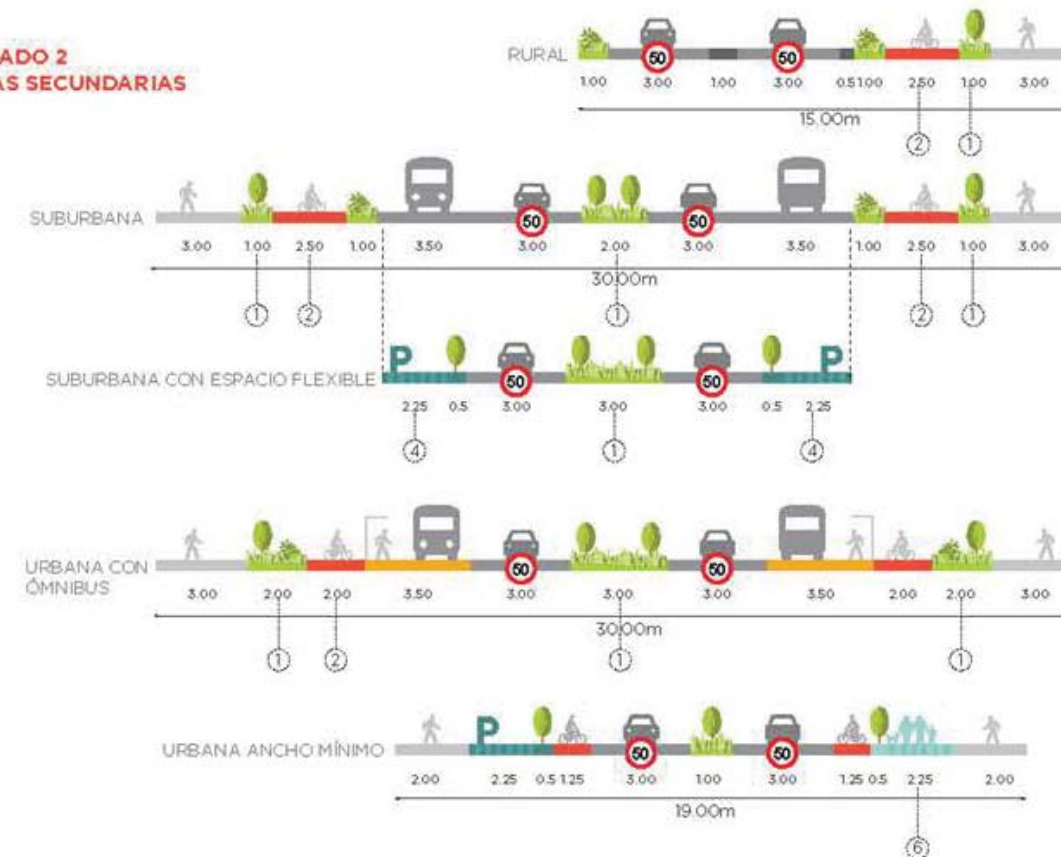 ADO 2
AS SECUNDARIAS
RURAL
50 50
1.00 3.00 1.00 3.00 0.5 1.00 2.50 1.00 3.00
15.00m
2 1
SUBURBANA
50 50
3.00 1.00 2.50 1.00 3.50 3.00 2.00 3.00 3.50 1.00 2.50 1.00 3.00
30.00m
1 2 1 2 1
P P
SUBURBANA CON ESPACIO FLEXIBLE
50 50
2.25 0.5 3.00 3.00 3.00 0.5 2.25
4 1 4
URBANA CON
ÓMNIBUS
50 50
3.00 2.00 2.00 3.50 3.00 3.00 3.00 3.50 2.00 2.00 3.00
30.00m
1 2 1 1
P
URBANA ANCHO MÍNIMO
50 50
2.00 2.25 0.5 1.25 3.00 1.00 3.00 1.25 0.5 2.25 2.00
19.00m
6